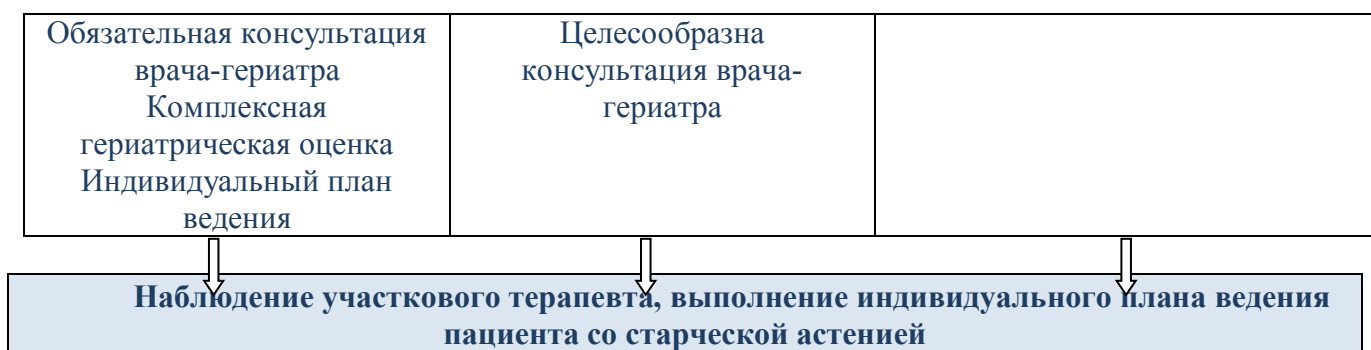 Обязательная консультация
врача-гериатра
Комплексная
гериатрическая оценка
Индивидуальный план
ведения
Целесообразна
консультация врача-
гериатра
Наблюдение участкового терапевта, выполнение индивидуального плана ведения
пациента со старческой астенией